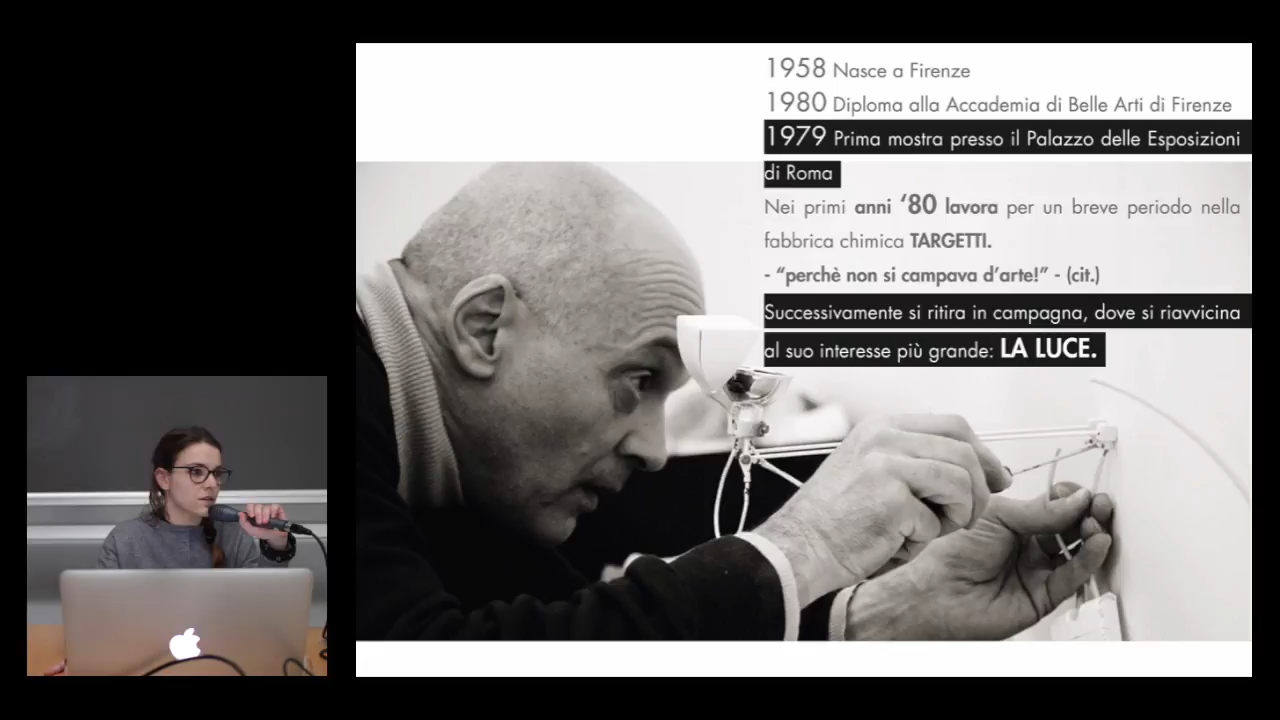 1958 Nasce a Firenze
1980 Diploma alla Accademia di Belle Arti di Firenze
1979 Prima mostra presso il Palazzo delle Esposizioni
di Roma
Nei primi anni ‘80 lavora per un breve periodo nella
fabbrica chimica TARGETTI.
- “perchè non si campava d’arte!” - (cit.)
Successivamente si ritira in campagna, dove si riavvicina
al suo interesse più grande: LA LUCE.